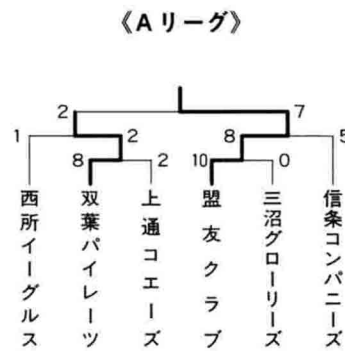 《Aリーグ》
2 7
1 2 8 5
8 2 10 0
西所イーグルス
双葉パイレーツ
上通コエーズ
盟友クラブ
三沼グローリーズ
信条コンパニーズ